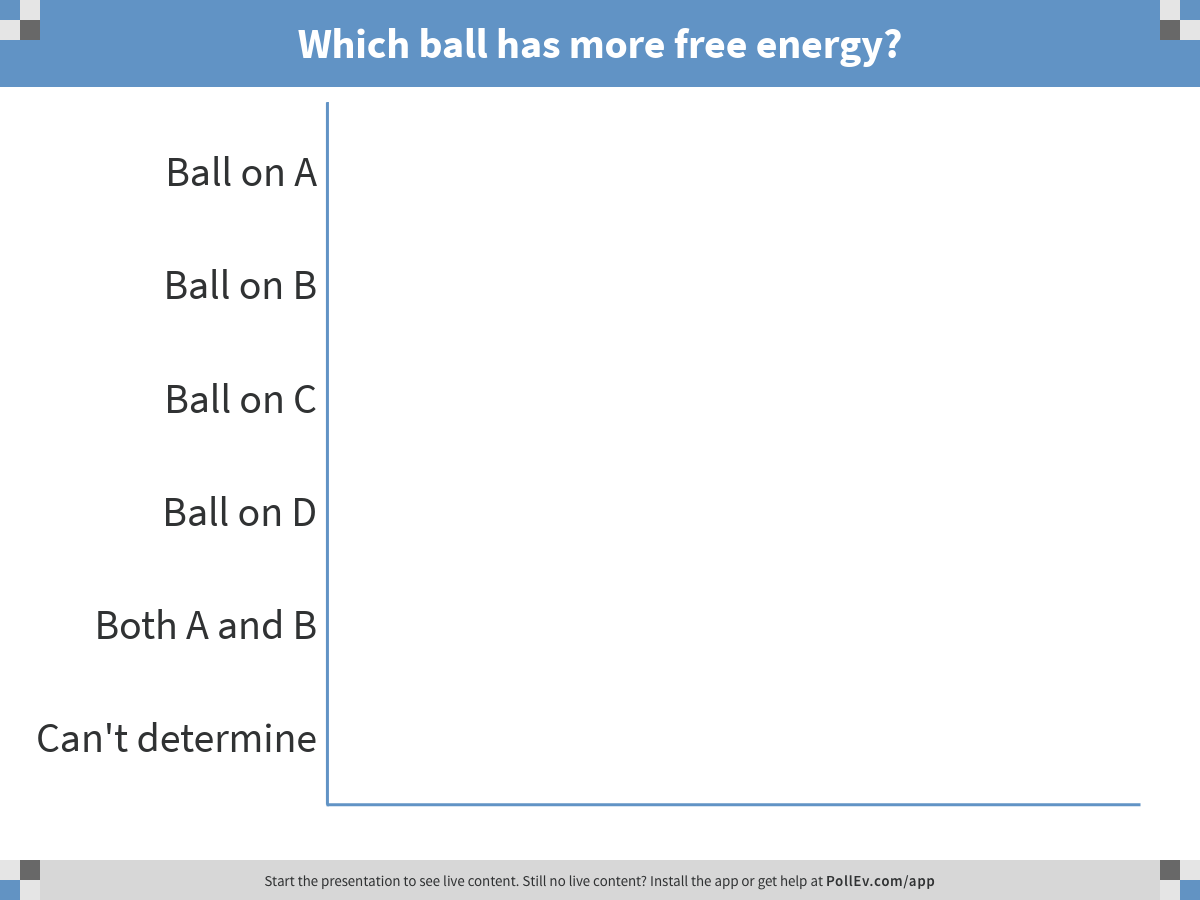 Which ball has more free energy?
Ball on A
Ball on B
Ball on C
Ball on D
Both A and B
Can't determine
Start the presentation to see live content. Still no live content? Install the app or get help at PollEv.com/app